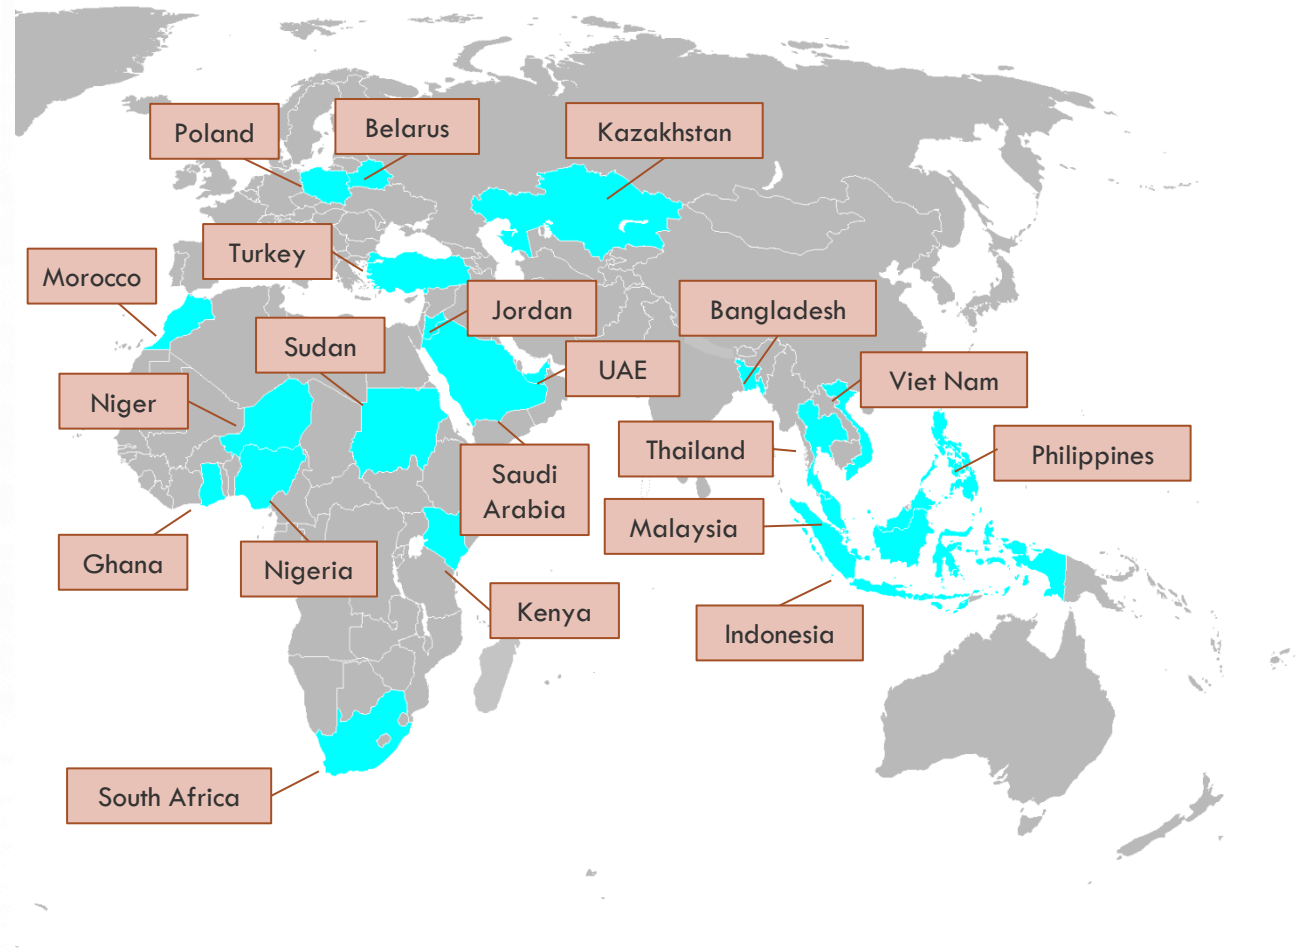 Poland
Belarus
Kazakhstan
Turkey
Morocco
Jordan
Bangladesh
Sudan
UAE
Viet Nam
Niger
Thailand
Philippines
Saudi
Arabia
Malaysia
Ghana
Nigeria
Kenya
Indonesia
South Africa